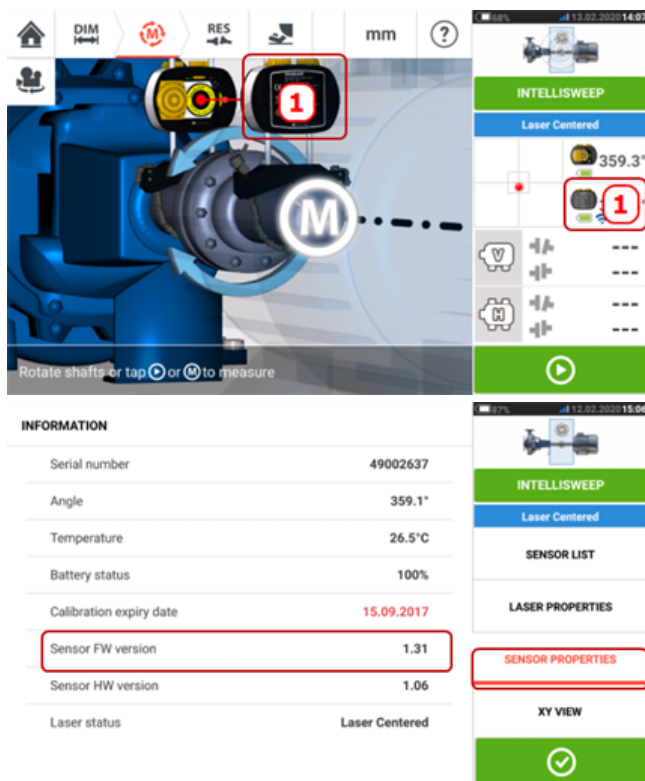 DIM
M
RES
mm
?
68%
13.02.2020 14:07
INTELLISWEEP
Laser Centered
1
359.3°
1
M
V
---
---
H
---
---
Rotate shafts or tap or M to measure
87%
12.02.2020 15:06
INFORMATION
Serial number 49002637
INTELLISWEEP
Angle 359.1°
Laser Centered
Temperature 26.5°C
SENSOR LIST
Battery status 100%
Calibration expiry date 15.09.2017
LASER PROPERTIES
Sensor FW version 1.31
SENSOR PROPERTIES
Sensor HW version 1.06
Laser status Laser Centered
XY VIEW